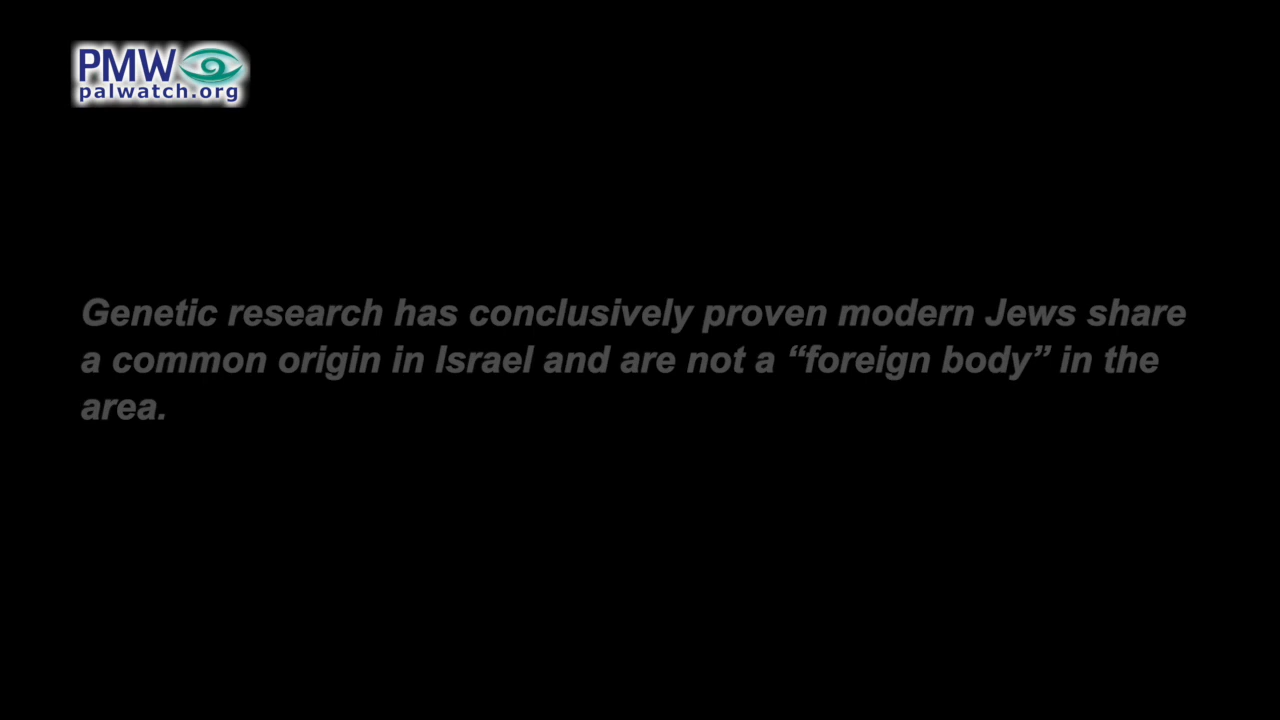 PMW
palwatch.org
Genetic research has conclusively proven modern Jews share
a common origin in Israel and are not a “foreign body” in the
area.